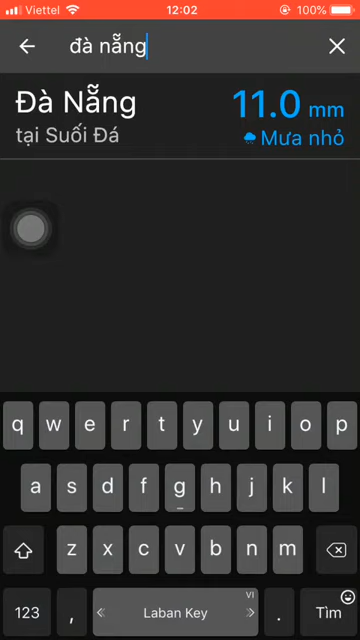 Viettel 12:02 100%
đà nẵng
Đà Nẵng 11.0 mm
tại Suối Đá Mưa nhỏ
q w e r t y u i o p
a s d f g h j k l
z x c v b n m
VI
123 , Laban Key . Tìm